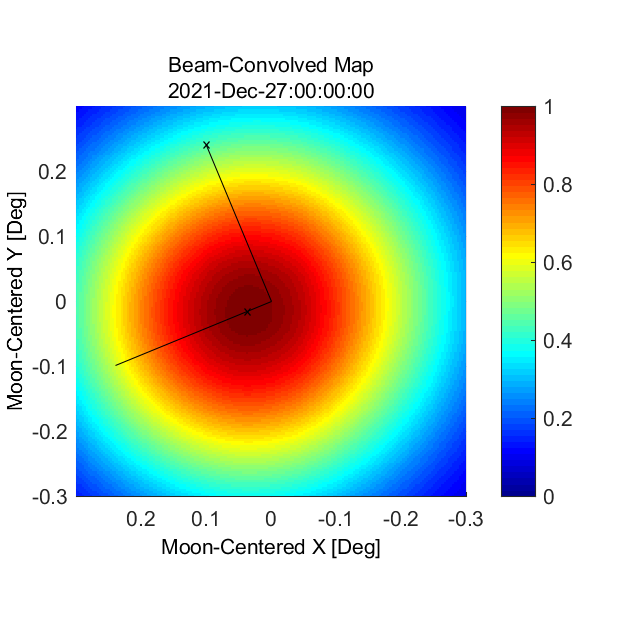 Beam-Convolved Map
2021-Dec-27:00:00:00
Moon-Centered Y [Deg]
0.2
0.1
0
-0.1
-0.2
-0.3
0.2 0.1 0 -0.1 -0.2 -0.3
Moon-Centered X [Deg]
1
0.8
0.6
0.4
0.2
0